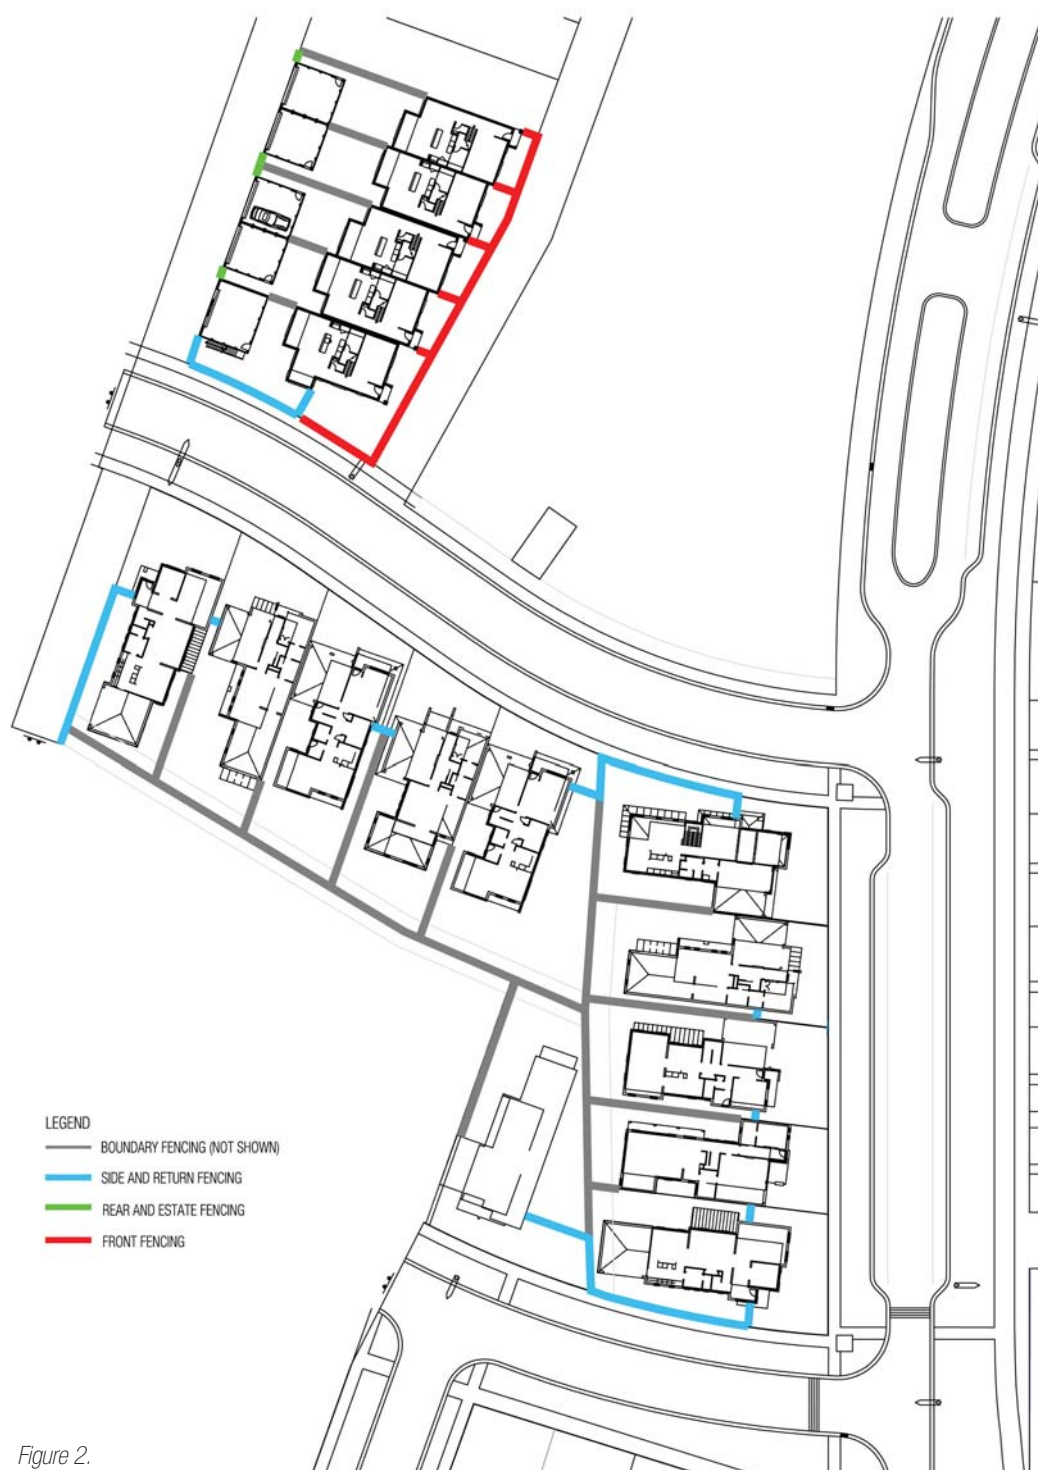 LEGEND
BOUNDARY FENCING (NOT SHOWN)
SIDE AND RETURN FENCING
REAR AND ESTATE FENCING
FRONT FENCING
Figure 2.